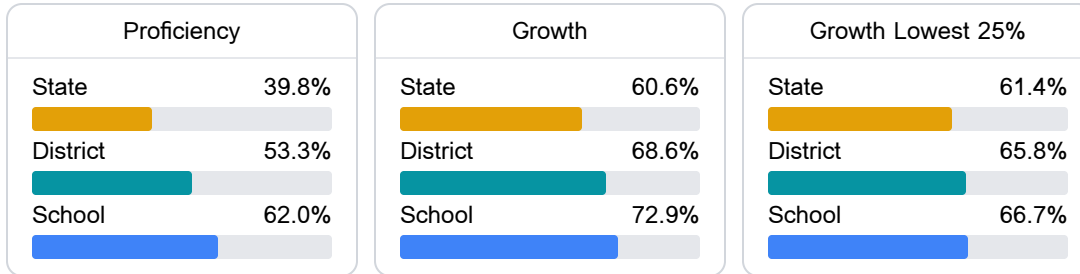 Proficiency
State 39.8%
District 53.3%
School 62.0%
Growth
State 60.6%
District 68.6%
School 72.9%
Growth Lowest 25%
State 61.4%
District 65.8%
School 66.7%